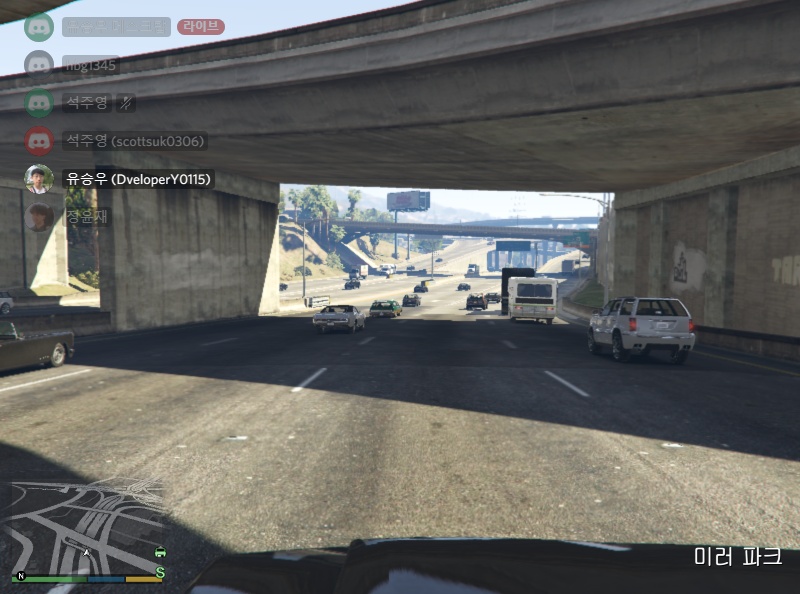 라이브
hbg1345
석주영
석주영 (scottsuk0306)
유승우 (DveloperY0115)
정윤재
N
S
미러 파크